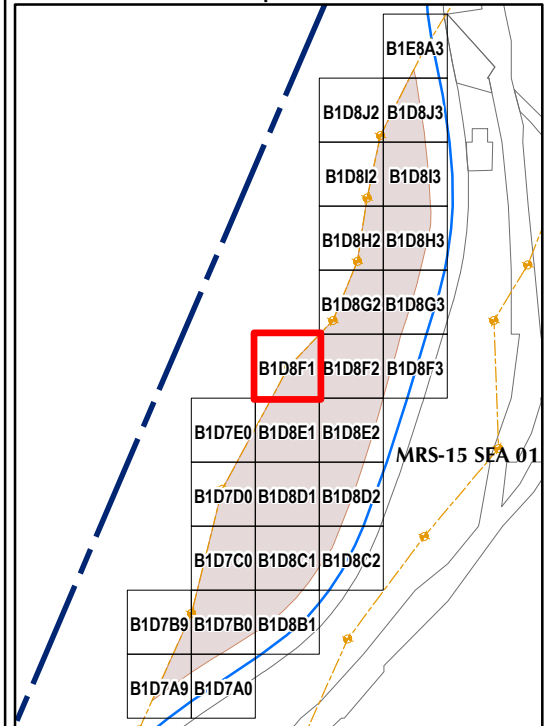 B1E8A3
B1D8J2 B1D8J3
B1D8I2 B1D8I3
B1D8H2 B1D8H3
B1D8G2 B1D8G3
B1D8F1 B1D8F2 B1D8F3
B1D7E0 B1D8E1 B1D8E2
MRS-15 SEA 01
B1D7D0 B1D8D1 B1D8D2
B1D7C0 B1D8C1 B1D8C2
B1D7B9 B1D7B0 B1D8B1
B1D7A9 B1D7A0